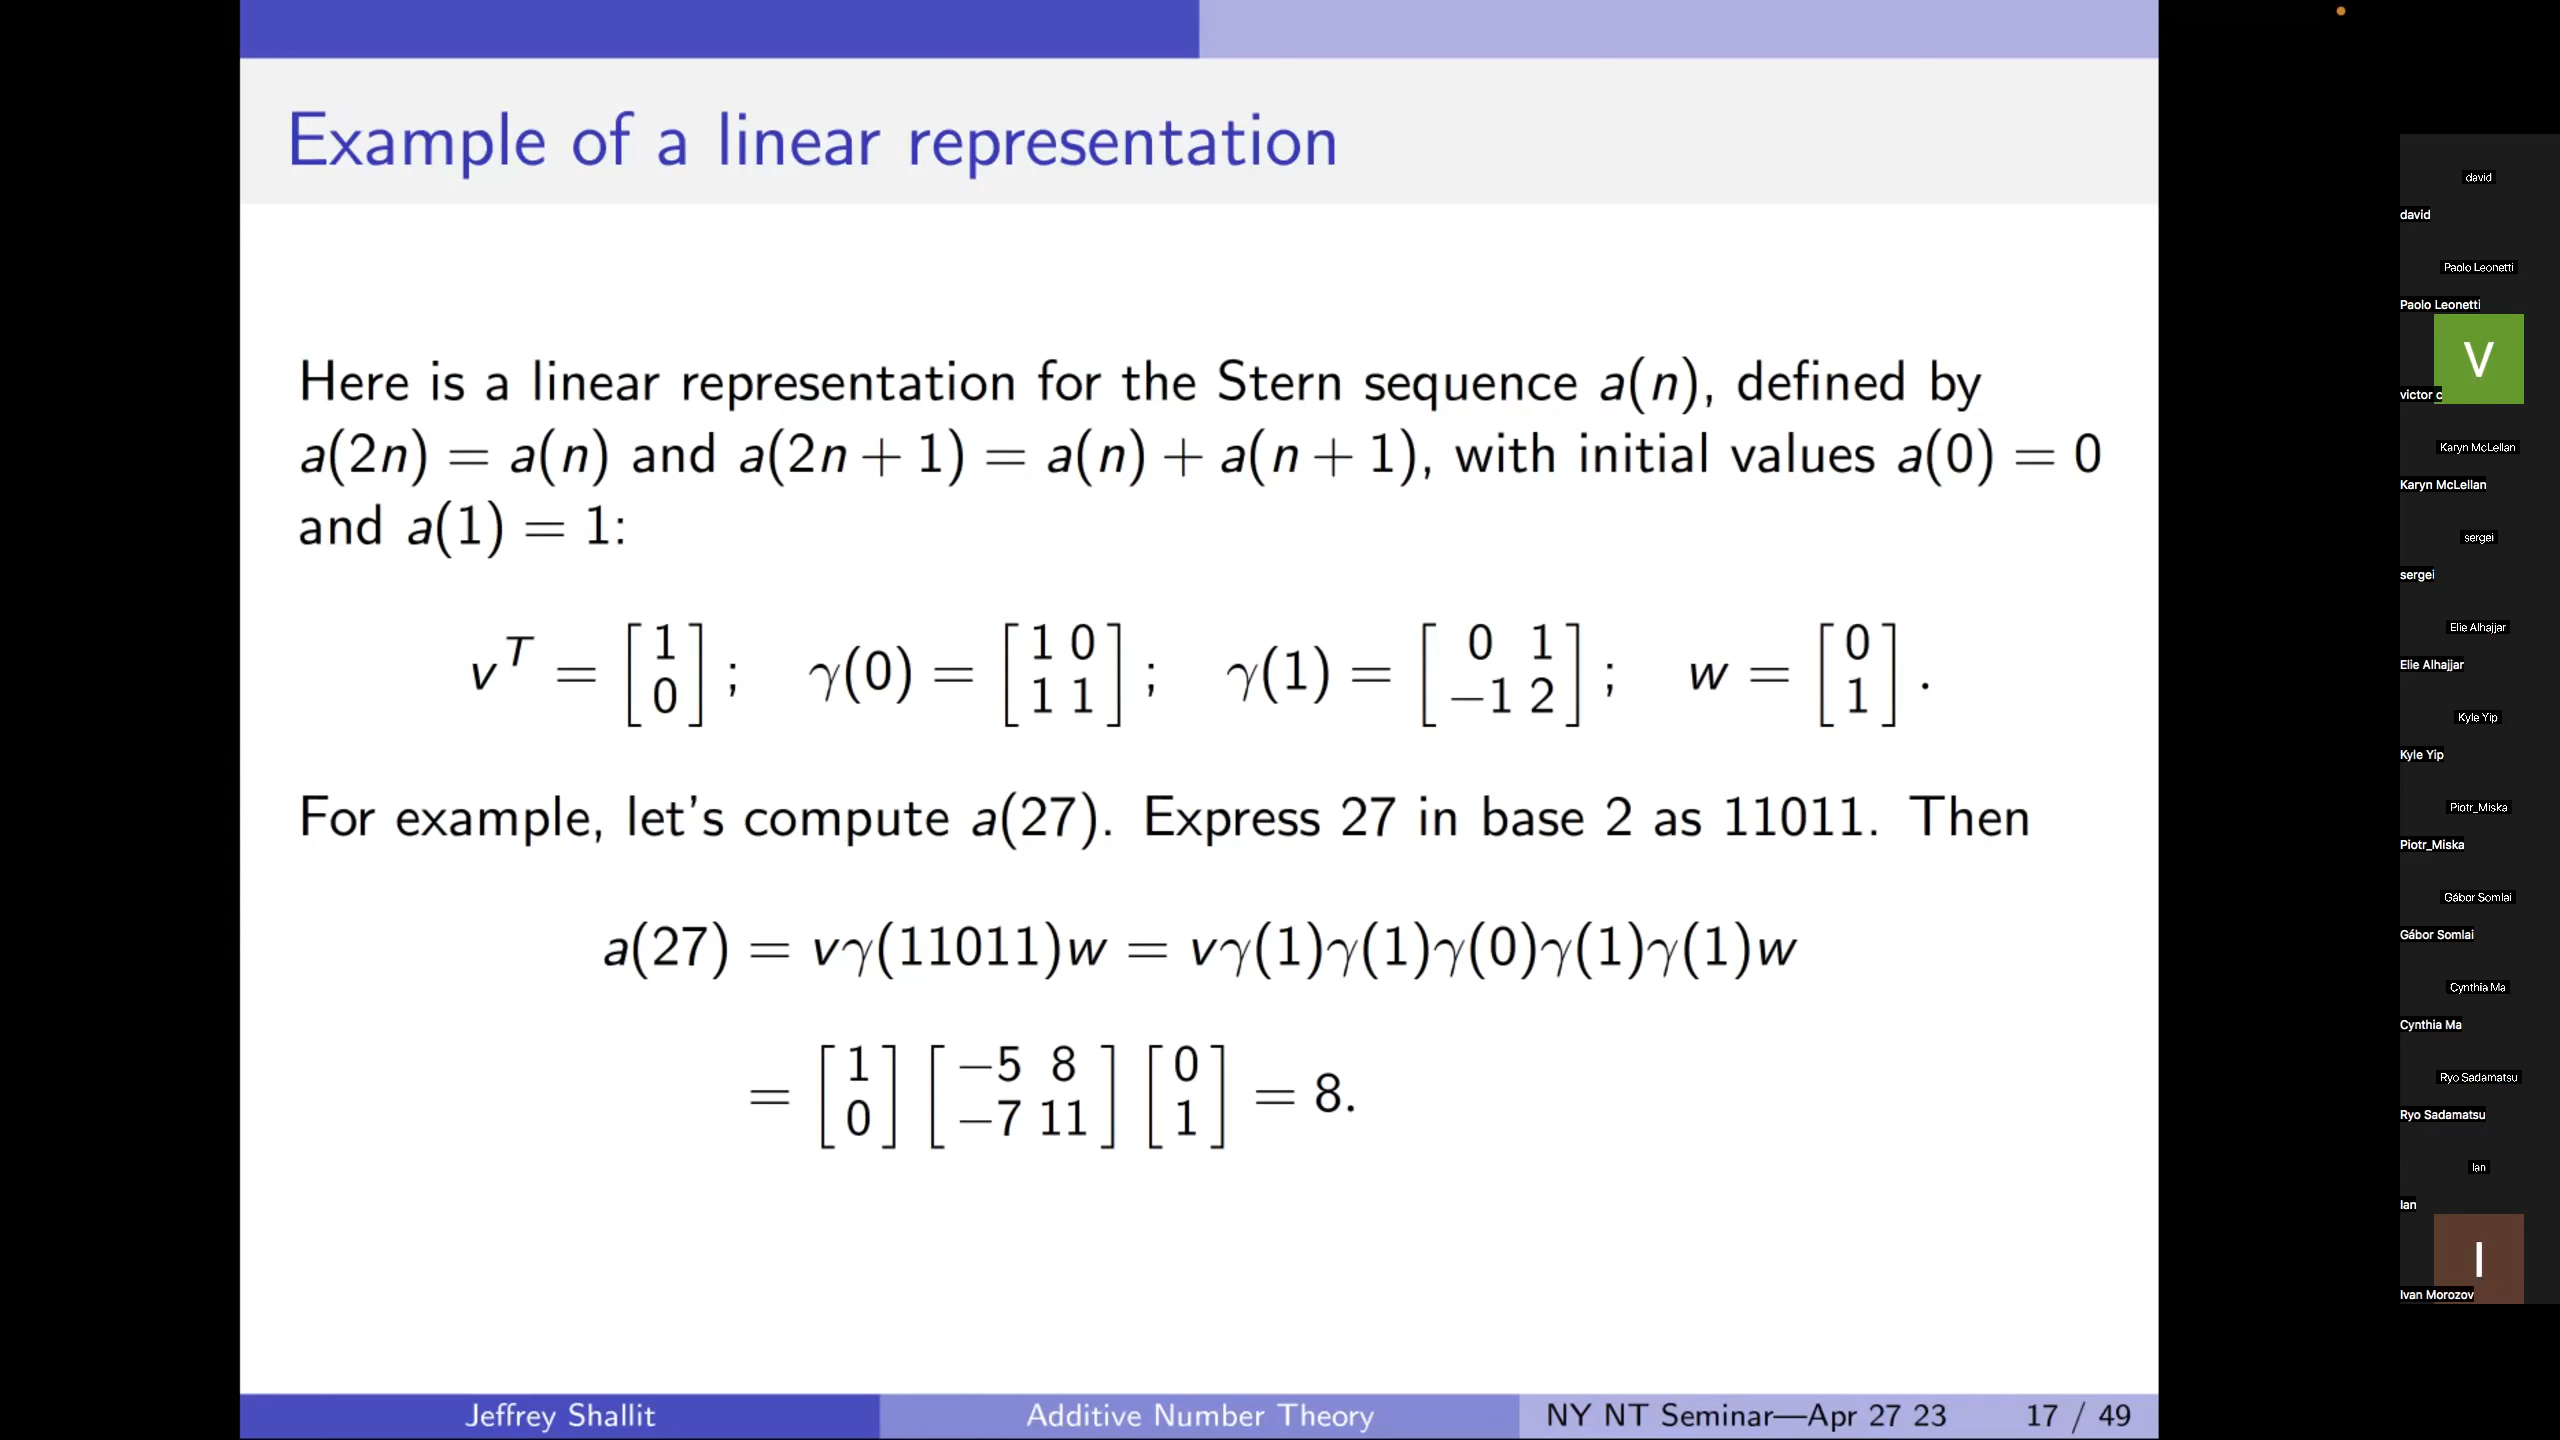 Example of a linear representation
Here is a linear representation for the Stern sequence a(n), defined by
a(2n) = a(n) and a(2n + 1) = a(n) + a(n + 1), with initial values a(0) = 0
and a(1) = 1:
v^T = [1; 0]; γ(0) = [1 0; 1 1]; γ(1) = [0 1; −1 2]; w = [0; 1].
For example, let's compute a(27). Express 27 in base 2 as 11011. Then
a(27) = vγ(11011)w = vγ(1)γ(1)γ(0)γ(1)γ(1)w
= [1; 0] [−5 8; −7 11] [0; 1] = 8.
Jeffrey Shallit
Additive Number Theory
NY NT Seminar—Apr 27 23 17 / 49
david
david
Paolo Leonetti
Paolo Leonetti
V
victor c
Karyn McLellan
Karyn McLellan
sergei
sergei
Elie Alhajjar
Elie Alhajjar
Kyle Yip
Kyle Yip
Piotr_Miska
Piotr_Miska
Gábor Somlai
Gábor Somlai
Cynthia Ma
Cynthia Ma
Ryo Sadamatsu
Ryo Sadamatsu
Ian
Ian
I
Ivan Morozov